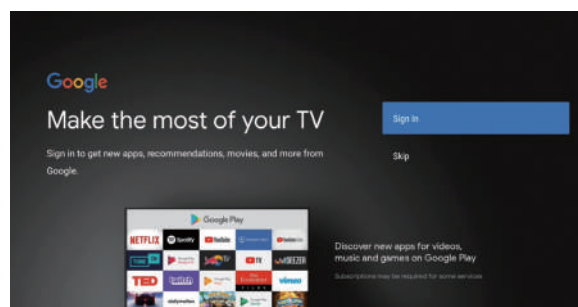 Google
Make the most of your TV
Sign in to get new apps, recommendations, movies, and more from
Google.
Sign In
Skip
Google Play
NETFLIX Spotify YouTube
DEEZER
TED twitch vimeo
dailymotion
Discover new apps for videos,
music and games on Google Play
Subscriptions may be required for some services